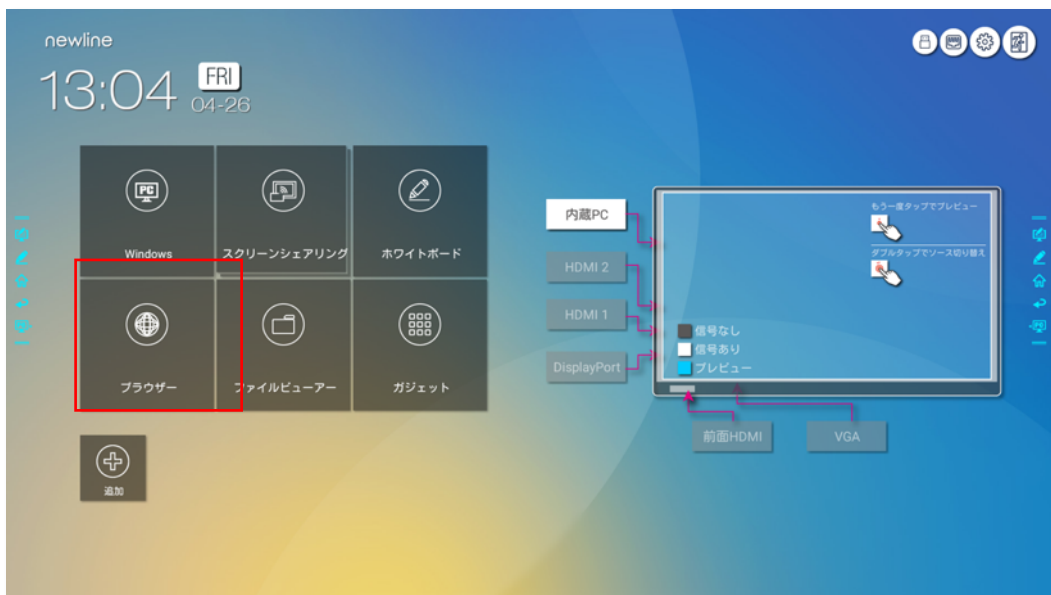 newline
13:04 FRI
04-26
PC
Windows
スクリーンシェアリング
ホワイトボード
ブラウザー
ファイルビューアー
ガジェット
追加
内蔵PC
HDMI 2
HDMI 1
DisplayPort
もう一度タップでプレビュー
ダブルタップでソース切り替え
信号なし
信号あり
プレビュー
前面HDMI
VGA